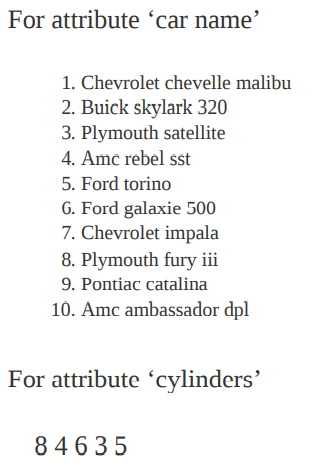 For attribute ‘car name’
1. Chevrolet chevelle malibu
2. Buick skylark 320
3. Plymouth satellite
4. Amc rebel sst
5. Ford torino
6. Ford galaxie 500
7. Chevrolet impala
8. Plymouth fury iii
9. Pontiac catalina
10. Amc ambassador dpl
For attribute ‘cylinders’
8 4 6 3 5